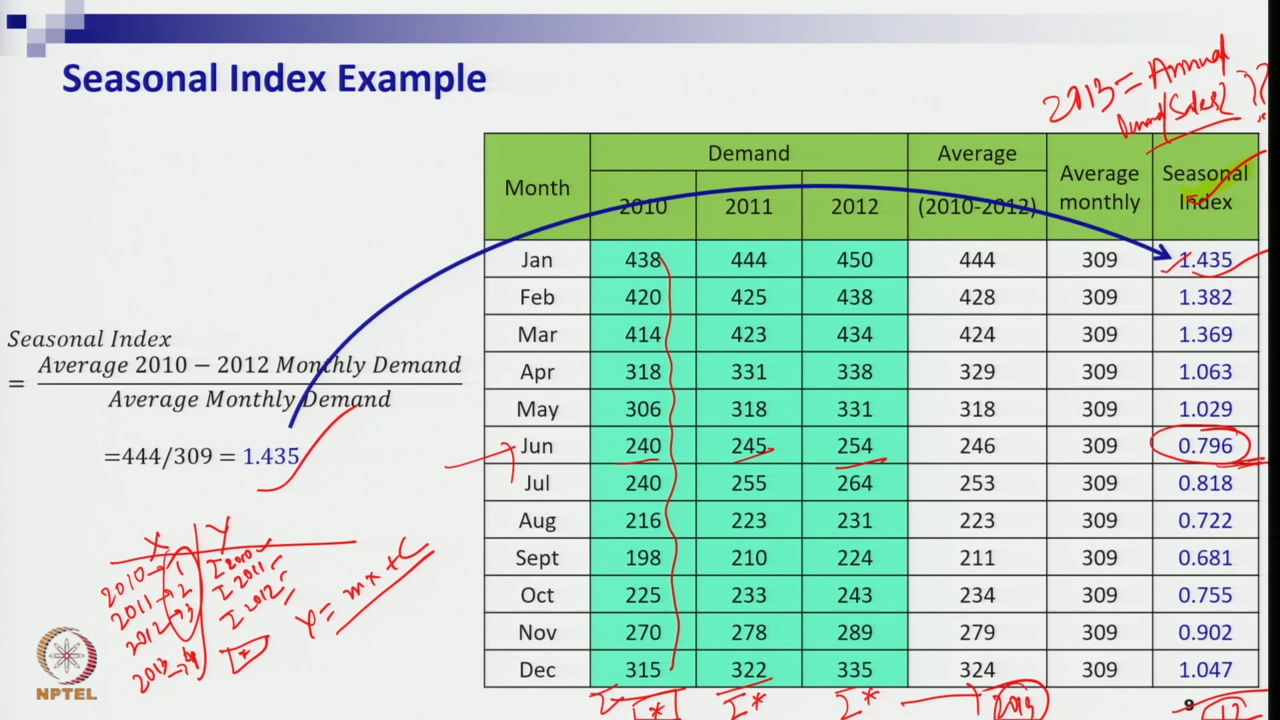 Seasonal Index Example
2013 = Annual
Demand/Sales ??
Month Demand Average Average monthly Seasonal Index
2010 2011 2012 (2010-2012)
Jan 438 444 450 444 309 1.435
Feb 420 425 438 428 309 1.382
Mar 414 423 434 424 309 1.369
Apr 318 331 338 329 309 1.063
May 306 318 331 318 309 1.029
Jun 240 245 254 246 309 0.796
Jul 240 255 264 253 309 0.818
Aug 216 223 231 223 309 0.722
Sept 198 210 224 211 309 0.681
Oct 225 233 243 234 309 0.755
Nov 270 278 289 279 309 0.902
Dec 315 322 335 324 309 1.047
Seasonal Index
= Average 2010 − 2012 Monthly Demand
Average Monthly Demand
=444/309 = 1.435
X Y
2010→ 1 Σ2010
2011→ 2 Σ2011
2012→ 3 Σ2012
2013→ 4 Σ*
Y = mx + C
Σ* Σ* Σ* → 2013
12
NPTEL
9